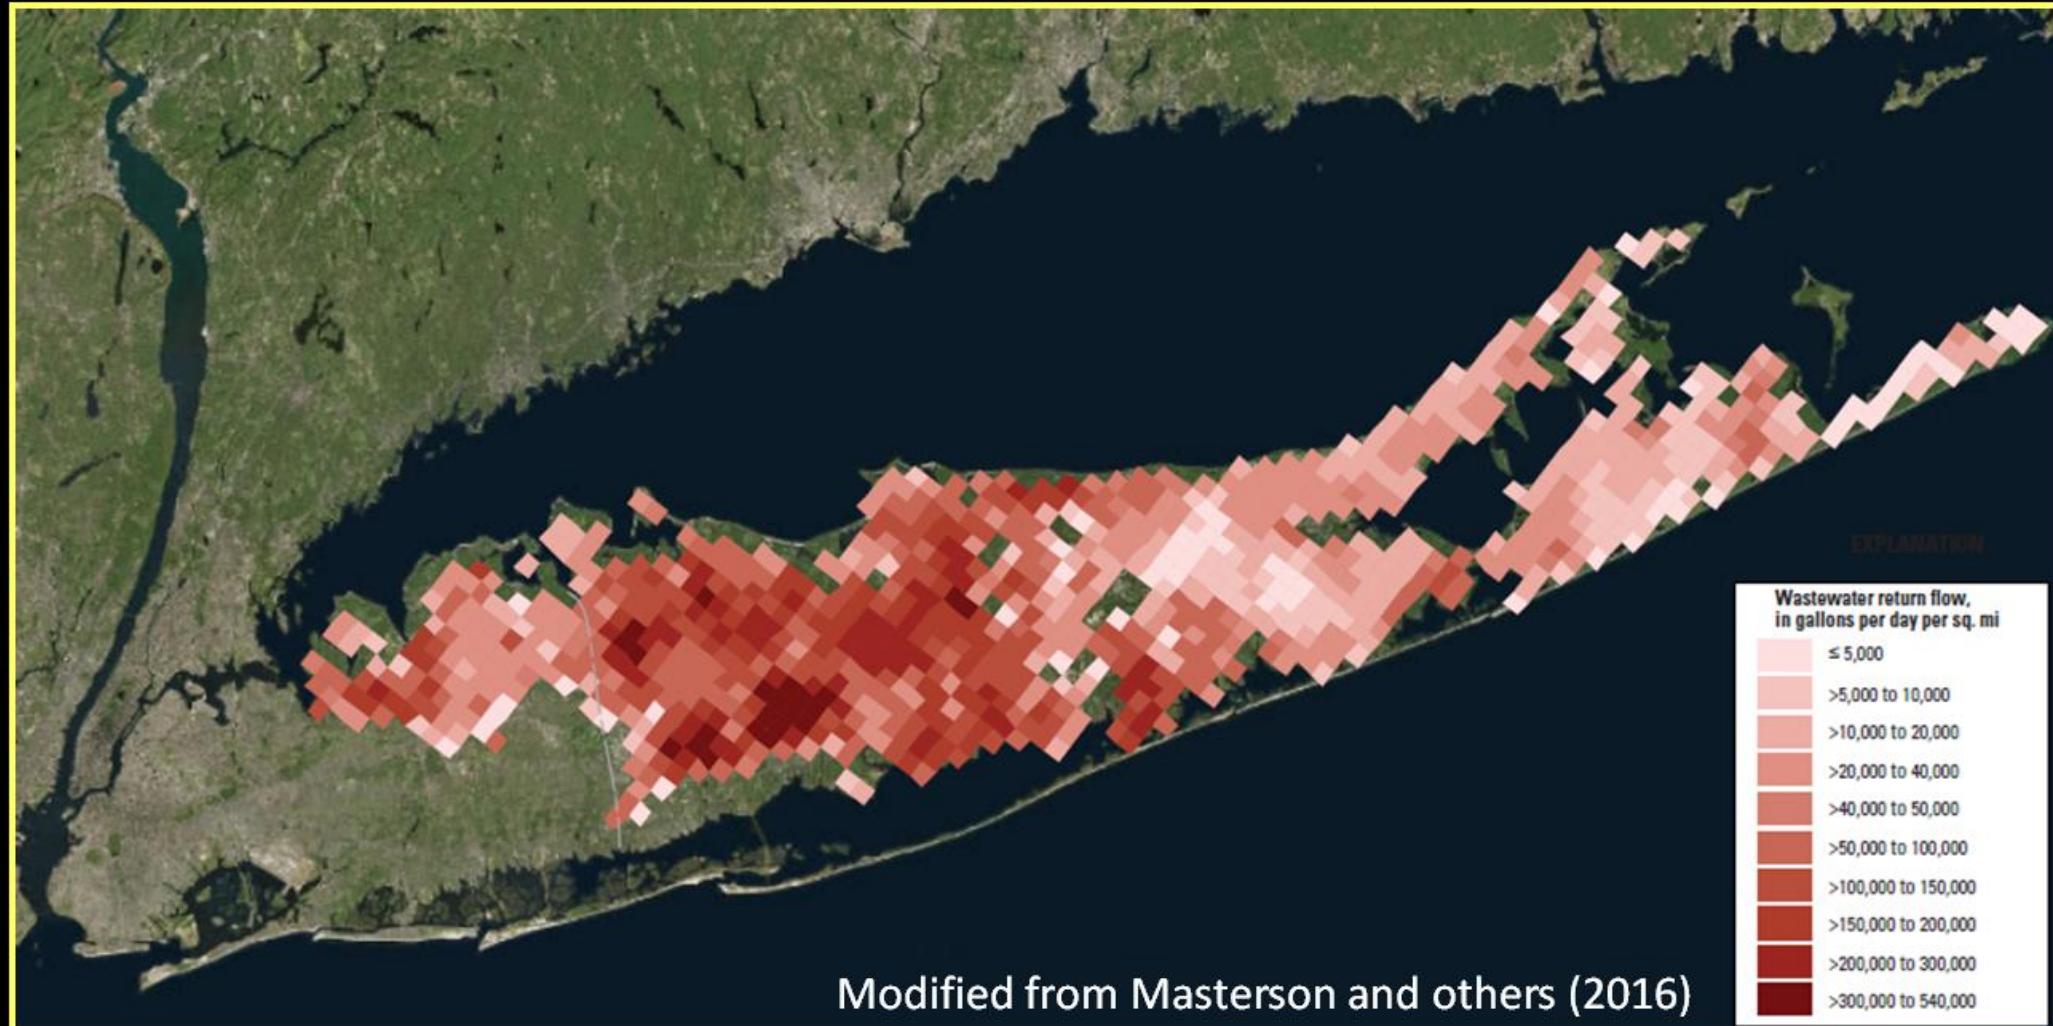 EXPLANATION
Wastewater return flow,
in gallons per day per sq. mi
≤ 5,000
>5,000 to 10,000
>10,000 to 20,000
>20,000 to 40,000
>40,000 to 50,000
>50,000 to 100,000
>100,000 to 150,000
>150,000 to 200,000
>200,000 to 300,000
>300,000 to 540,000
Modified from Masterson and others (2016)